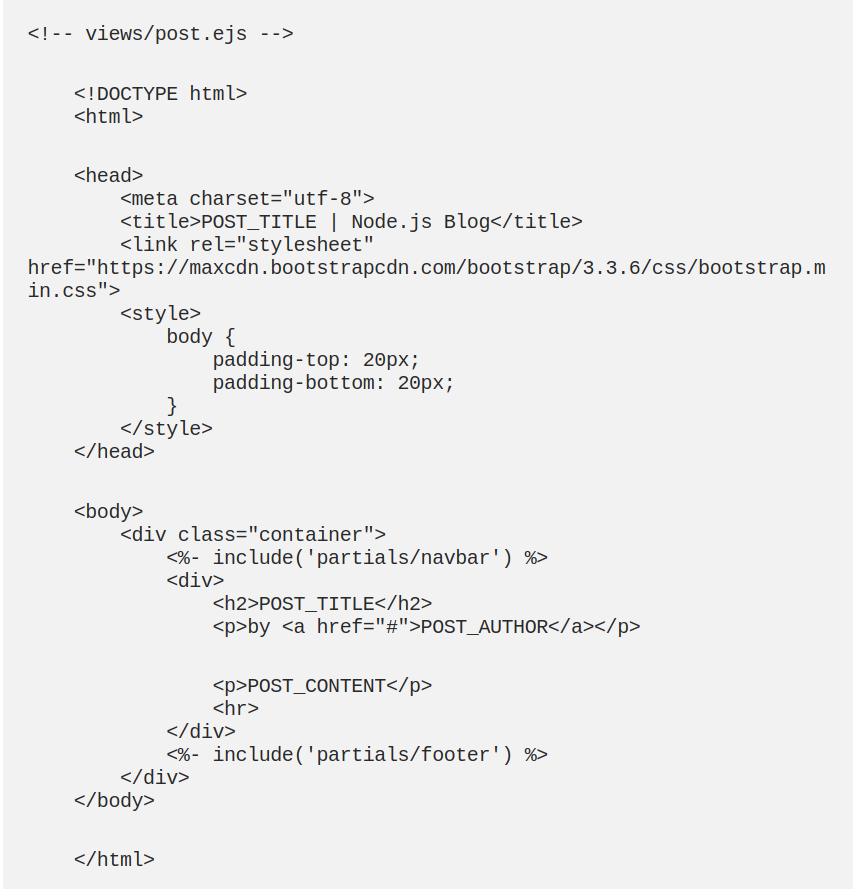 <!-- views/post.ejs -->
<!DOCTYPE html>
<html>
<head>
<meta charset="utf-8">
<title>POST_TITLE | Node.js Blog</title>
<link rel="stylesheet"
href="https://maxcdn.bootstrapcdn.com/bootstrap/3.3.6/css/bootstrap.m
in.css">
<style>
body {
padding-top: 20px;
padding-bottom: 20px;
}
</style>
</head>
<body>
<div class="container">
<%- include('partials/navbar') %>
<div>
<h2>POST_TITLE</h2>
<p>by <a href="#">POST_AUTHOR</a></p>
<p>POST_CONTENT</p>
<hr>
</div>
<%- include('partials/footer') %>
</div>
</body>
</html>